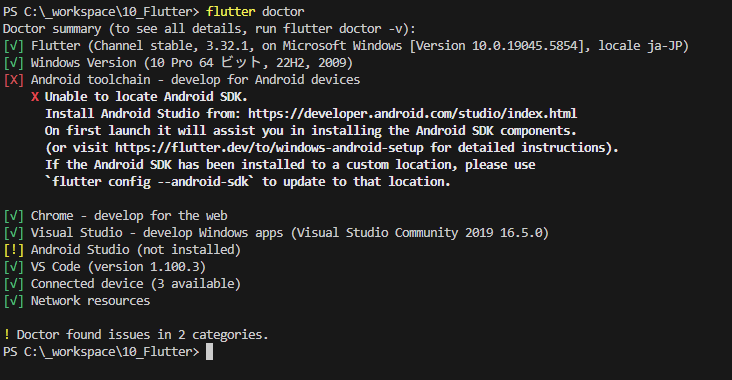 PS C:\_workspace\10_Flutter> flutter doctor
Doctor summary (to see all details, run flutter doctor -v):
[√] Flutter (Channel stable, 3.32.1, on Microsoft Windows [Version 10.0.19045.5854], locale ja-JP)
[√] Windows Version (10 Pro 64 ビット, 22H2, 2009)
[X] Android toolchain - develop for Android devices
    X Unable to locate Android SDK.
      Install Android Studio from: https://developer.android.com/studio/index.html
      On first launch it will assist you in installing the Android SDK components.
      (or visit https://flutter.dev/to/windows-android-setup for detailed instructions).
      If the Android SDK has been installed to a custom location, please use
      `flutter config --android-sdk` to update to that location.

[√] Chrome - develop for the web
[√] Visual Studio - develop Windows apps (Visual Studio Community 2019 16.5.0)
[!] Android Studio (not installed)
[√] VS Code (version 1.100.3)
[√] Connected device (3 available)
[√] Network resources

! Doctor found issues in 2 categories.
PS C:\_workspace\10_Flutter>